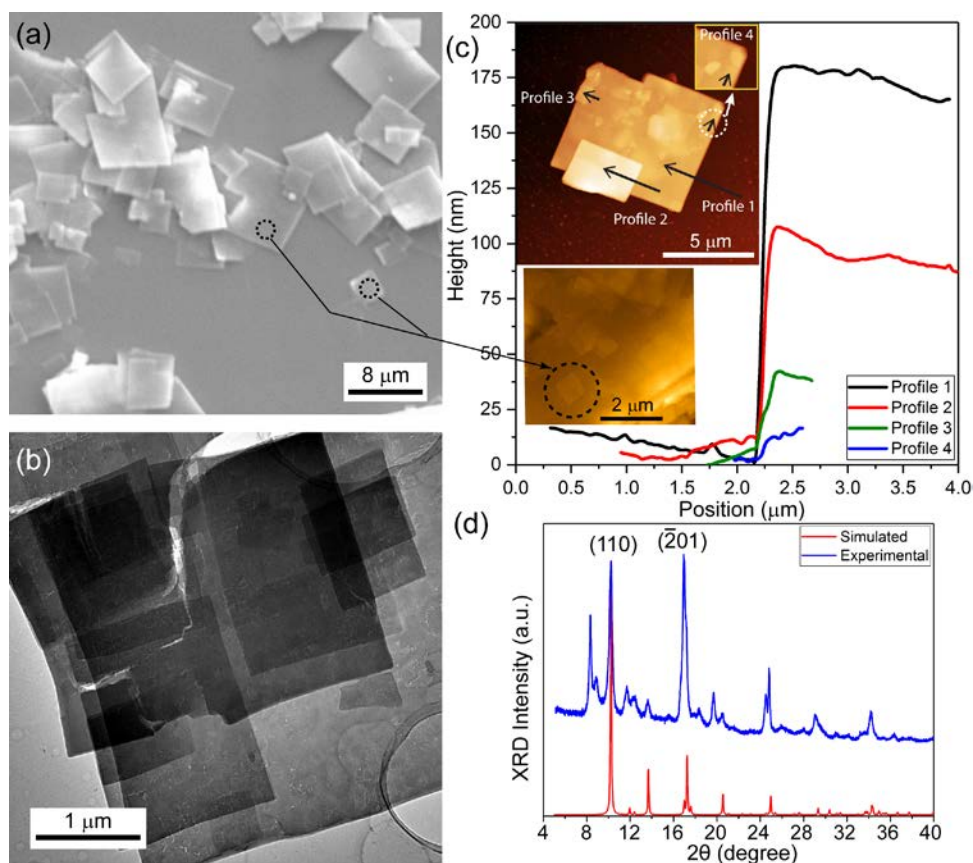 (a)
8 μm
(b)
1 μm
(c)
Height (nm)
200
175
150
125
100
75
50
25
0
Profile 4
Profile 3
Profile 2
Profile 1
5 μm
2 μm
Profile 1
Profile 2
Profile 3
Profile 4
0.0 0.5 1.0 1.5 2.0 2.5 3.0 3.5 4.0
Position (μm)
(d)
XRD Intensity (a.u.)
(110)
(2̅01)
Simulated
Experimental
4 8 12 16 20 24 28 32 36 40
2θ (degree)